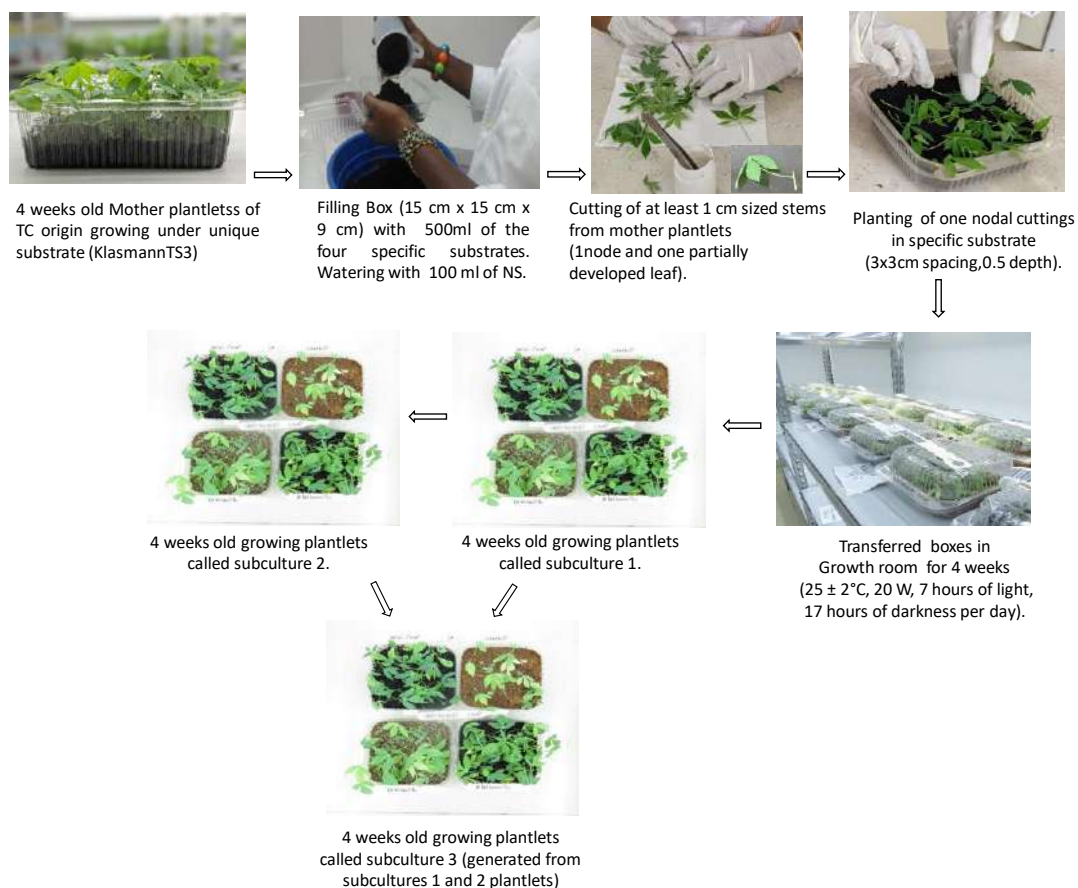 4 weeks old Mother plantletss of
TC origin growing under unique
substrate (KlasmannTS3)
Filling Box (15 cm x 15 cm x
9 cm) with 500ml of the
four specific substrates.
Watering with 100 ml of NS.
Cutting of at least 1 cm sized stems
from mother plantlets
(1node and one partially
developed leaf).
Planting of one nodal cuttings
in specific substrate
(3x3cm spacing,0.5 depth).
Transferred boxes in
Growth room for 4 weeks
(25 ± 2°C, 20 W, 7 hours of light,
17 hours of darkness per day).
4 weeks old growing plantlets
called subculture 1.
4 weeks old growing plantlets
called subculture 2.
4 weeks old growing plantlets
called subculture 3 (generated from
subcultures 1 and 2 plantlets)